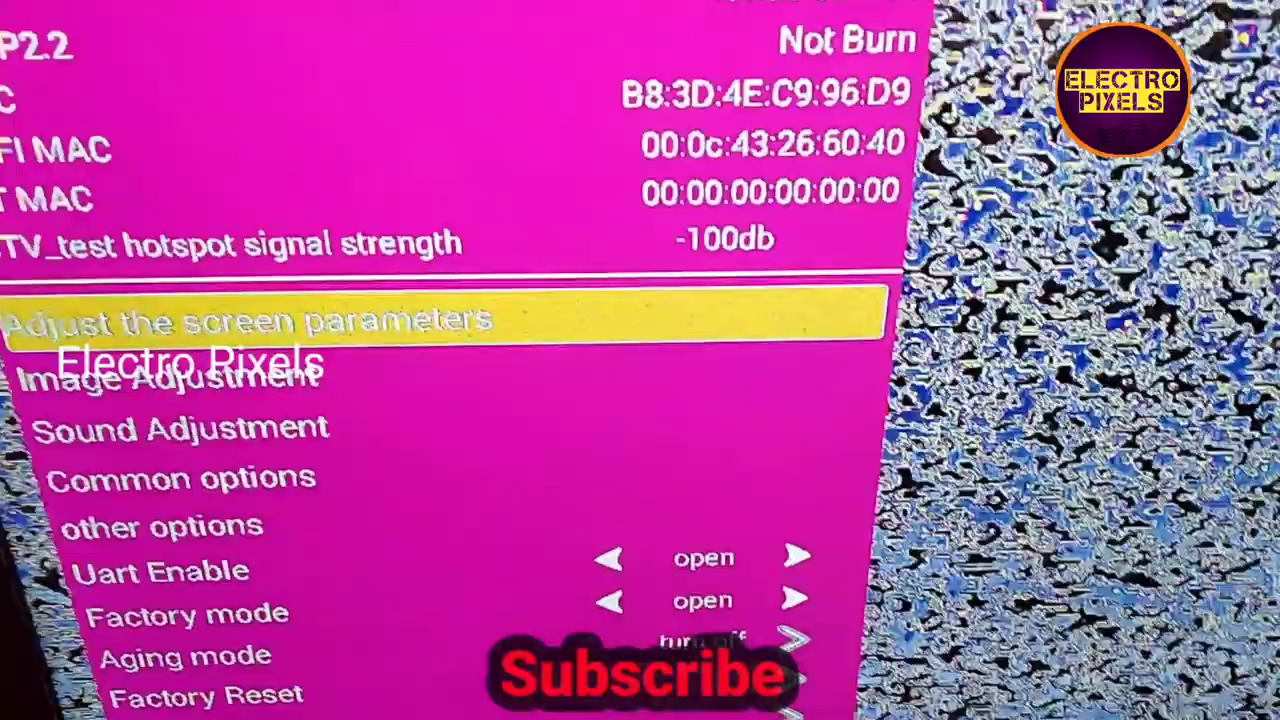 P2.2 Not Burn
C B8:3D:4E:C9:96:D9
FI MAC 00:0c:43:26:60:40
T MAC 00:00:00:00:00:00
TV_test hotspot signal strength -100db
Adjust the screen parameters
Electro Pixels
Image Adjustment
Sound Adjustment
Common options
other options
Uart Enable open
Factory mode open
Aging mode turn off
Factory Reset
Subscribe
ELECTRO
PIXELS